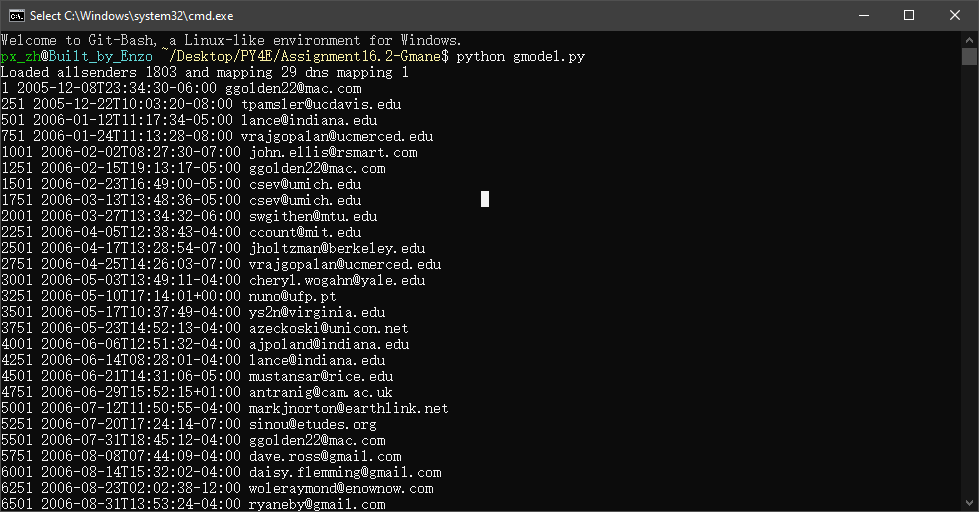 Select C:\Windows\system32\cmd.exe
Welcome to Git-Bash, a Linux-like environment for Windows.
px_zh@Built_by_Enzo ~/Desktop/PY4E/Assignment16.2-Gmane$ python gmodel.py
Loaded allsenders 1803 and mapping 29 dns mapping 1
1 2005-12-08T23:34:30-06:00 ggolden22@mac.com
251 2005-12-22T10:03:20-08:00 tpamsler@ucdavis.edu
501 2006-01-12T11:17:34-05:00 lance@indiana.edu
751 2006-01-24T11:13:28-08:00 vrajgopalan@ucmerced.edu
1001 2006-02-02T08:27:30-07:00 john.ellis@rsmart.com
1251 2006-02-15T19:13:17-05:00 ggolden22@mac.com
1501 2006-02-23T16:49:00-05:00 csev@umich.edu
1751 2006-03-13T13:48:36-05:00 csev@umich.edu
2001 2006-03-27T13:34:32-06:00 swgithen@mtu.edu
2251 2006-04-05T12:38:43-04:00 ccount@mit.edu
2501 2006-04-17T13:28:54-07:00 jholtzman@berkeley.edu
2751 2006-04-25T14:26:03-07:00 vrajgopalan@ucmerced.edu
3001 2006-05-03T13:49:11-04:00 cheryl.wogahn@yale.edu
3251 2006-05-10T17:14:01+00:00 nuno@ufp.pt
3501 2006-05-17T10:37:49-04:00 ys2n@virginia.edu
3751 2006-05-23T14:52:13-04:00 azeckoski@unicon.net
4001 2006-06-06T12:51:32-04:00 ajpoland@indiana.edu
4251 2006-06-14T08:28:01-04:00 lance@indiana.edu
4501 2006-06-21T14:31:06-05:00 mustansar@rice.edu
4751 2006-06-29T15:52:15+01:00 antranig@cam.ac.uk
5001 2006-07-12T11:50:55-04:00 markjnorton@earthlink.net
5251 2006-07-20T17:24:14-07:00 sinou@etudes.org
5501 2006-07-31T18:45:12-04:00 ggolden22@mac.com
5751 2006-08-08T07:44:09-04:00 dave.ross@gmail.com
6001 2006-08-14T15:32:02-04:00 daisy.flemming@gmail.com
6251 2006-08-23T02:02:38-12:00 woleraymond@enownow.com
6501 2006-08-31T13:53:24-04:00 ryaneby@gmail.com